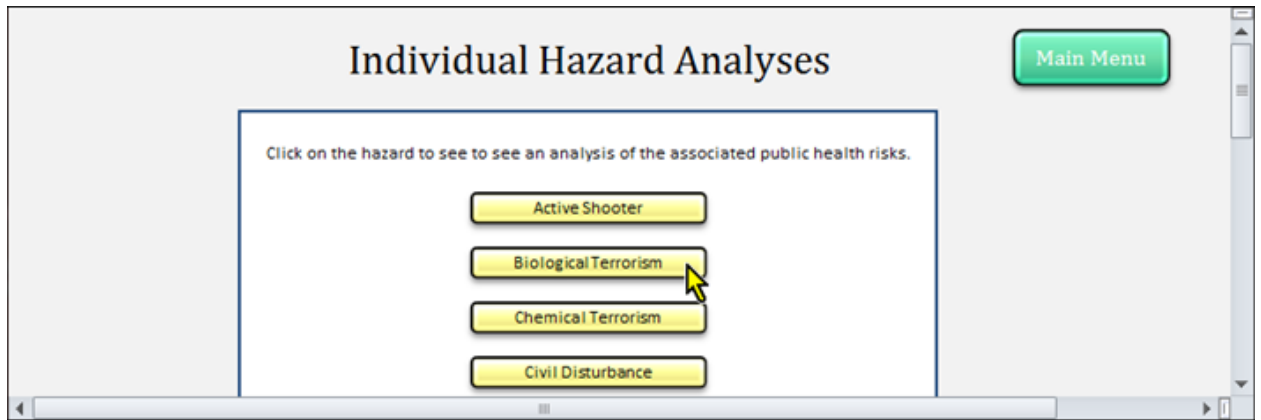 Individual Hazard Analyses
Main Menu
Click on the hazard to see to see an analysis of the associated public health risks.
Active Shooter
Biological Terrorism
Chemical Terrorism
Civil Disturbance